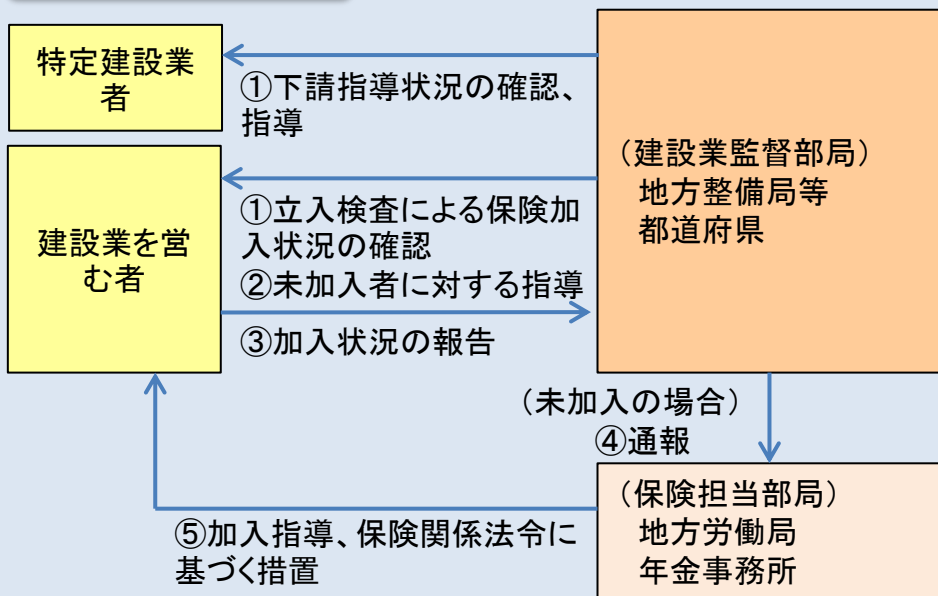 特定建設業
者
①下請指導状況の確認、
指導
（建設業監督部局）
地方整備局等
都道府県
建設業を営
む者
①立入検査による保険加
入状況の確認
②未加入者に対する指導
③加入状況の報告
（未加入の場合）
④通報
（保険担当部局）
地方労働局
年金事務所
⑤加入指導、保険関係法令に
基づく措置